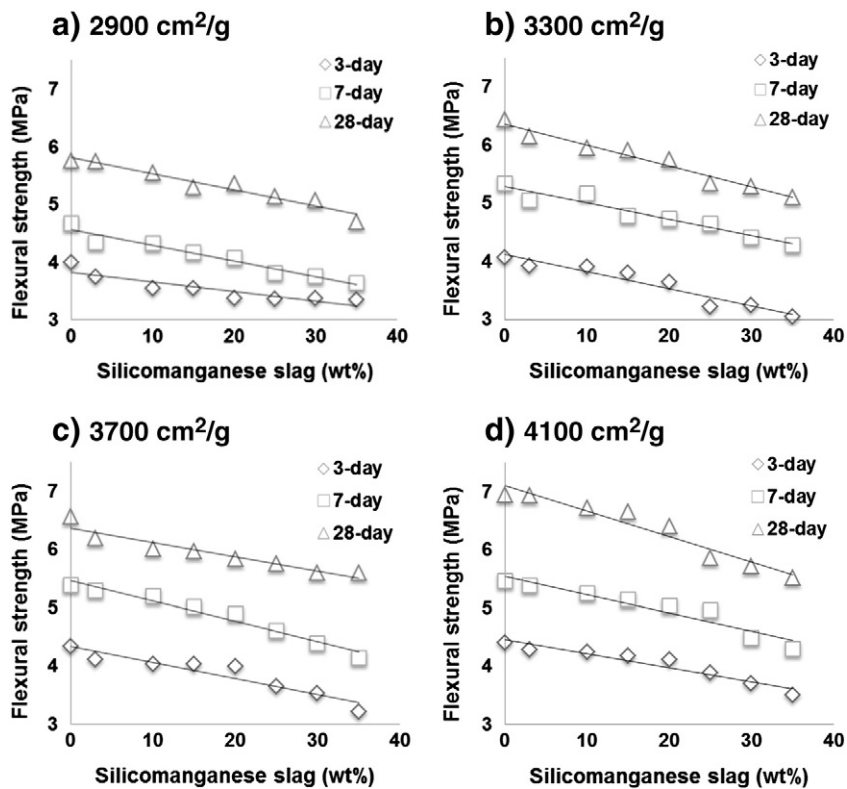 a) 2900 cm²/g
3-day
7-day
28-day
Flexural strength (MPa)
7
6
5
4
3
0 10 20 30 40
Silicomanganese slag (wt%)
b) 3300 cm²/g
3-day
7-day
28-day
Flexural strength (MPa)
7
6
5
4
3
0 10 20 30 40
Silicomanganese slag (wt%)
c) 3700 cm²/g
3-day
7-day
28-day
Flexural strength (MPa)
7
6
5
4
3
0 10 20 30 40
Silicomanganese slag (wt%)
d) 4100 cm²/g
3-day
7-day
28-day
Flexural strength (MPa)
7
6
5
4
3
0 10 20 30 40
Silicomanganese slag (wt%)